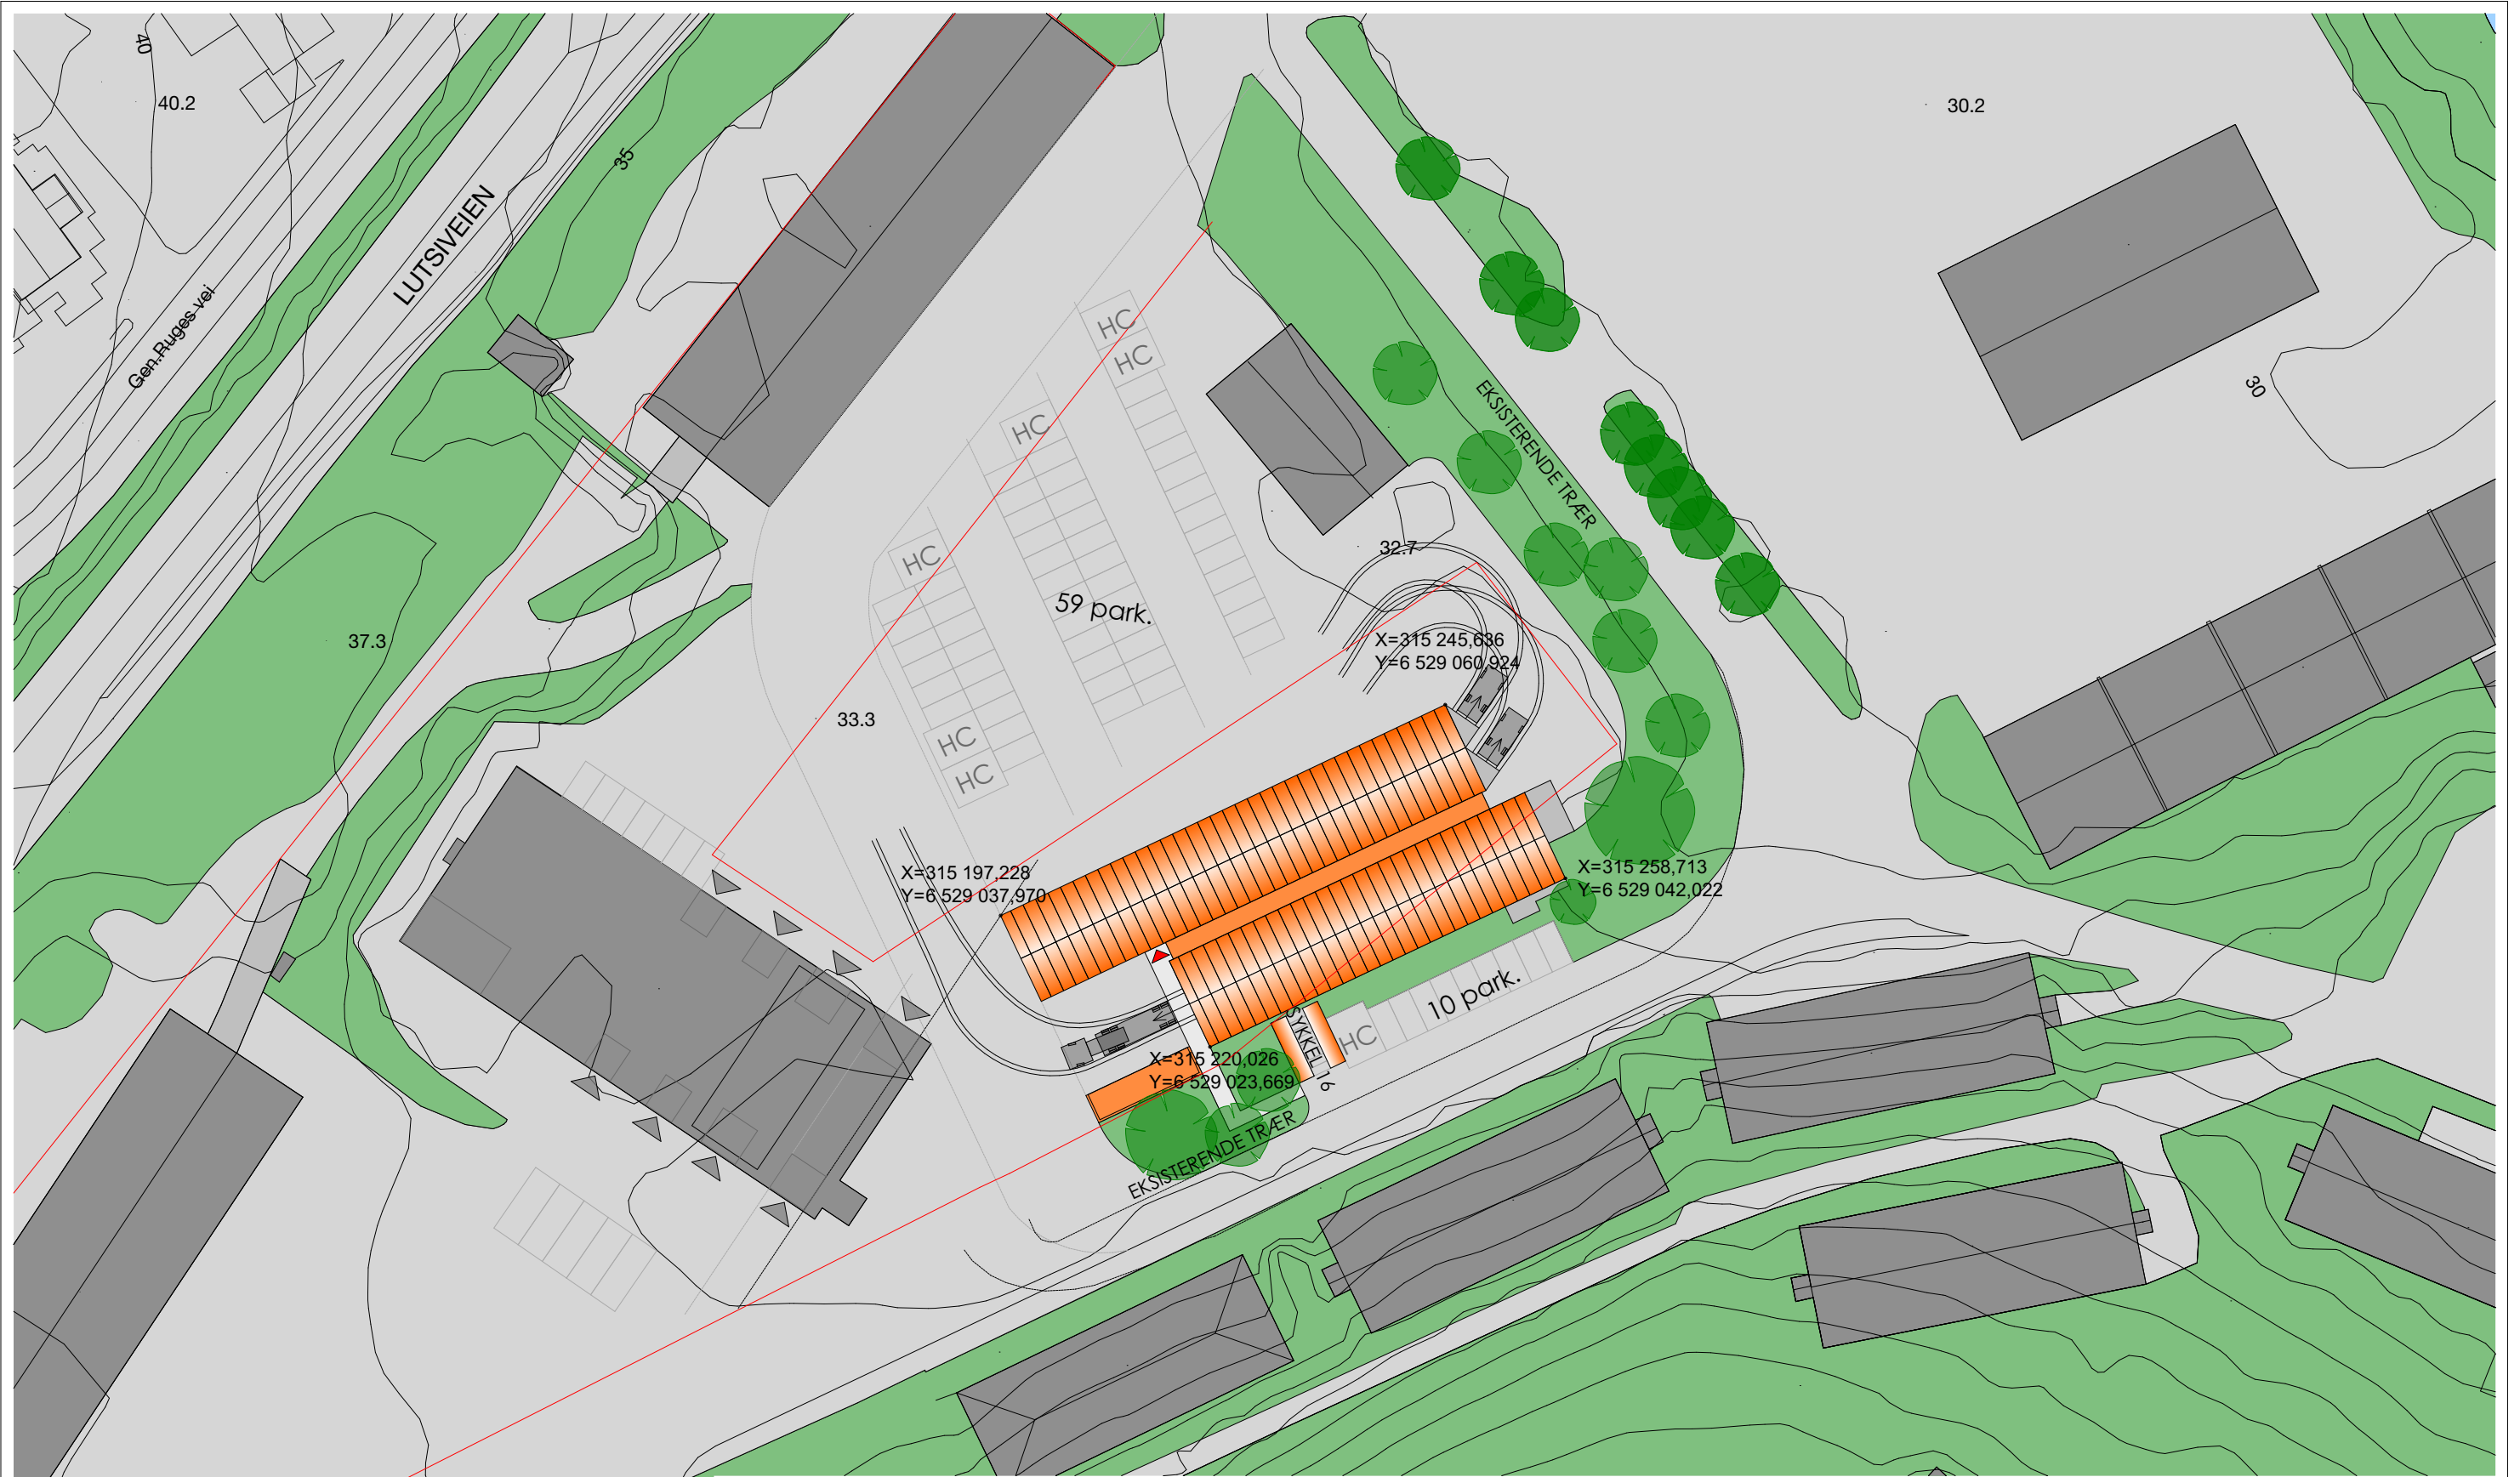 40
40.2
35
30.2
LUTSIVEIEN
Gen.Ruges vei
HC
HC
HC
HC
30
EKSISTERENDE TRÆR
32.7
59 park.
37.3
X=315 245,636
Y=6 529 060,924
33.3
HC
HC
X=315 197,228
Y=6 529 037,970
X=315 258,713
Y=6 529 042,022
10 park.
HC
SYKKEL 16
X=315 220,026
Y=6 529 023,669
EKSISTERENDE TRÆR